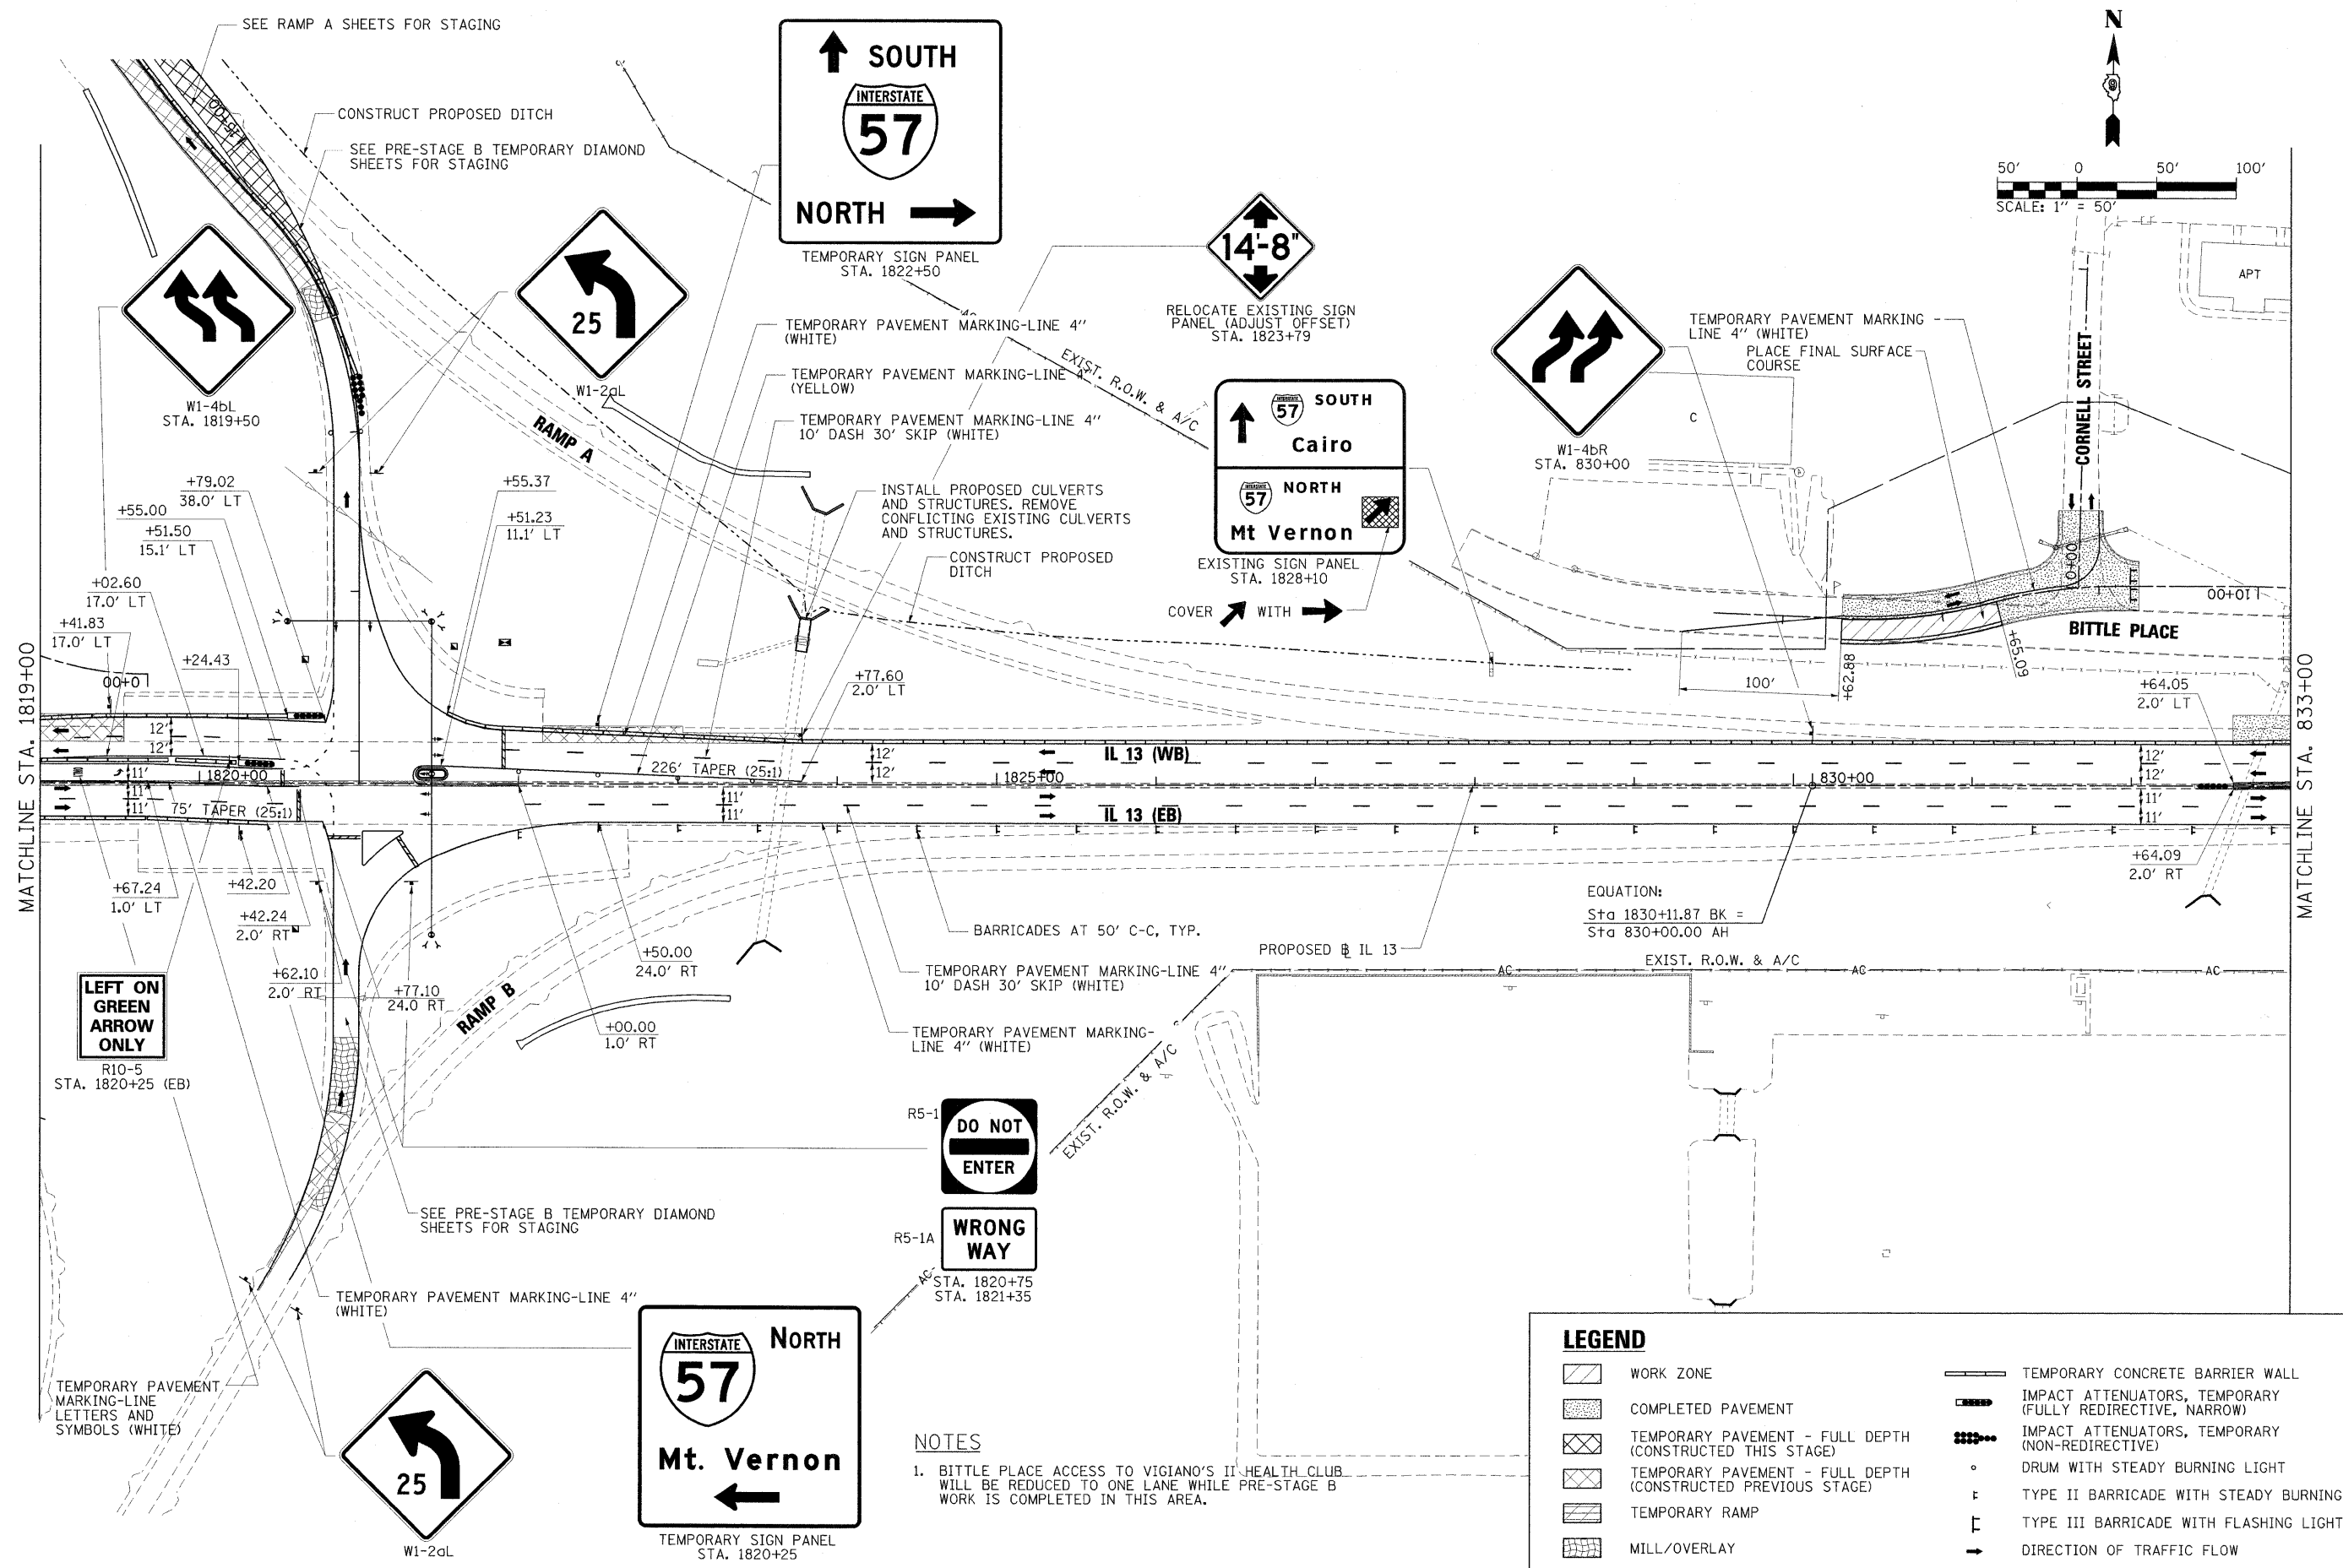 SEE RAMP A SHEETS FOR STAGING
CONSTRUCT PROPOSED DITCH
SEE PRE-STAGE B TEMPORARY DIAMOND
SHEETS FOR STAGING
15+00
SOUTH
INTERSTATE
57
NORTH
TEMPORARY SIGN PANEL
STA. 1822+50
N
50' 0 50' 100'
SCALE: 1" = 50'
14'-8"
RELOCATE EXISTING SIGN
PANEL (ADJUST OFFSET)
STA. 1823+79
W1-4bL
STA. 1819+50
25
W1-2aL
TEMPORARY PAVEMENT MARKING-LINE 4"
(WHITE)
TEMPORARY PAVEMENT MARKING-LINE 4"
(YELLOW)
TEMPORARY PAVEMENT MARKING-LINE 4"
10' DASH 30' SKIP (WHITE)
INSTALL PROPOSED CULVERTS
AND STRUCTURES. REMOVE
CONFLICTING EXISTING CULVERTS
AND STRUCTURES.
CONSTRUCT PROPOSED
DITCH
EXIST. R.O.W. & A/C
RAMP A
57 SOUTH
Cairo
57 NORTH
Mt Vernon
EXISTING SIGN PANEL
STA. 1828+10
COVER WITH
W1-4bR
STA. 830+00
TEMPORARY PAVEMENT MARKING
LINE 4" (WHITE)
PLACE FINAL SURFACE
COURSE
C
APT
CORNELL STREET
10+00
110+00
BITTLE PLACE
+65.09
+62.88
100'
+79.02
38.0' LT
+55.00
+51.50
15.1' LT
+02.60
17.0' LT
+41.83
17.0' LT
+24.43
+55.37
+51.23
11.1' LT
+77.60
2.0' LT
+64.05
2.0' LT
MATCHLINE STA. 1819+00
MATCHLINE STA. 833+00
0+00
12'
12'
11'
11'
11'
1820+00
75' TAPER (25:1)
226' TAPER (25:1)
12'
12'
11'
11'
IL 13 (WB)
1825+00
IL 13 (EB)
830+00
12'
12'
11'
11'
+64.09
2.0' RT
+67.24
1.0' LT
+42.20
+42.24
2.0' RT
+62.10
2.0' RT
+77.10
24.0 RT
+50.00
24.0' RT
+00.00
1.0' RT
EQUATION:
Sta 1830+11.87 BK =
Sta 830+00.00 AH
BARRICADES AT 50' C-C, TYP.
PROPOSED ℄ IL 13
EXIST. R.O.W. & A/C
AC AC AC
TEMPORARY PAVEMENT MARKING-LINE 4"
10' DASH 30' SKIP (WHITE)
TEMPORARY PAVEMENT MARKING-
LINE 4" (WHITE)
EXIST. R.O.W. & A/C
AC
RAMP B
LEFT ON
GREEN
ARROW
ONLY
R10-5
STA. 1820+25 (EB)
R5-1
DO NOT
ENTER
R5-1A
WRONG
WAY
STA. 1820+75
STA. 1821+35
SEE PRE-STAGE B TEMPORARY DIAMOND
SHEETS FOR STAGING
TEMPORARY PAVEMENT MARKING-LINE 4"
(WHITE)
TEMPORARY PAVEMENT
MARKING-LINE
LETTERS AND
SYMBOLS (WHITE)
25
W1-2aL
INTERSTATE
57
NORTH
Mt. Vernon
TEMPORARY SIGN PANEL
STA. 1820+25
NOTES
1. BITTLE PLACE ACCESS TO VIGIANO'S II HEALTH CLUB
WILL BE REDUCED TO ONE LANE WHILE PRE-STAGE B
WORK IS COMPLETED IN THIS AREA.
LEGEND
WORK ZONE
COMPLETED PAVEMENT
TEMPORARY PAVEMENT - FULL DEPTH
(CONSTRUCTED THIS STAGE)
TEMPORARY PAVEMENT - FULL DEPTH
(CONSTRUCTED PREVIOUS STAGE)
TEMPORARY RAMP
MILL/OVERLAY
TEMPORARY CONCRETE BARRIER WALL
IMPACT ATTENUATORS, TEMPORARY
(FULLY REDIRECTIVE, NARROW)
IMPACT ATTENUATORS, TEMPORARY
(NON-REDIRECTIVE)
DRUM WITH STEADY BURNING LIGHT
TYPE II BARRICADE WITH STEADY BURNING
TYPE III BARRICADE WITH FLASHING LIGHT
DIRECTION OF TRAFFIC FLOW